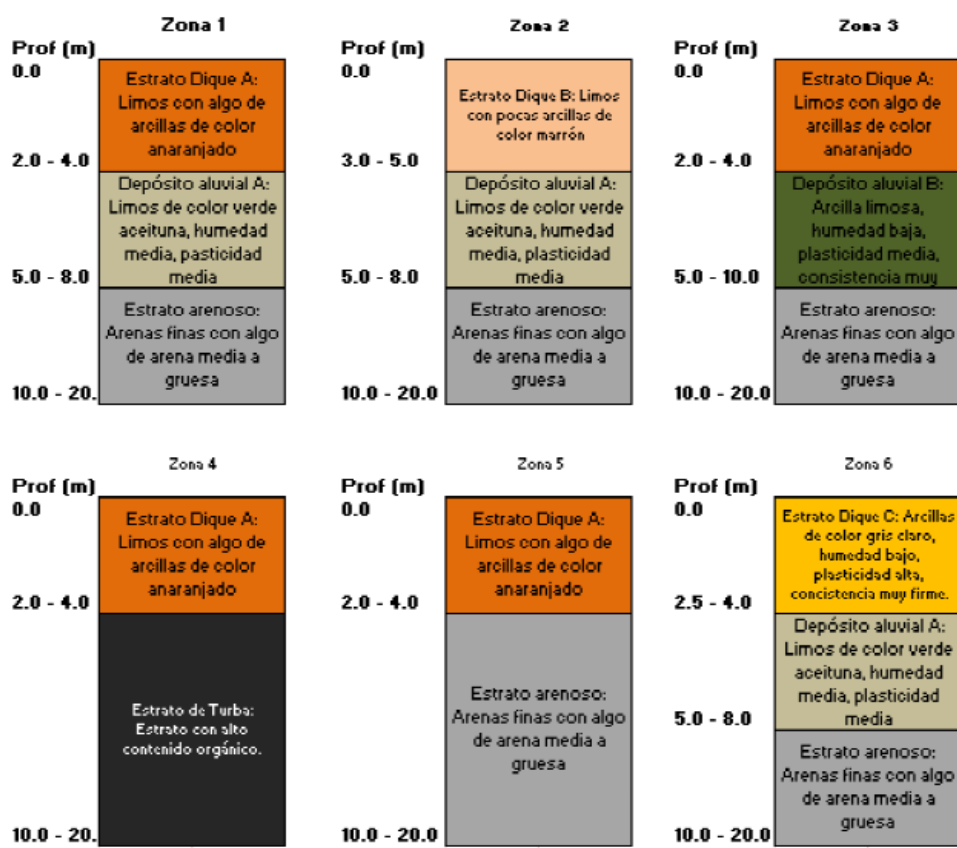 Zona 1
Prof (m)
0.0
Estrato Dique A:
Limos con algo de
arcillas de color
anaranjado
2.0 - 4.0
Depósito aluvial A:
Limos de color verde
aceituna, humedad
media, pasticidad
media
5.0 - 8.0
Estrato arenoso:
Arenas finas con algo
de arena media a
gruesa
10.0 - 20.
Zona 2
Prof (m)
0.0
Estrato Dique B: Limos
con pocas arcillas de
color marrón
3.0 - 5.0
Depósito aluvial A:
Limos de color verde
aceituna, humedad
media, plasticidad
media
5.0 - 8.0
Estrato arenoso:
Arenas finas con algo
de arena media a
gruesa
10.0 - 20.0
Zona 3
Prof (m)
0.0
Estrato Dique A:
Limos con algo de
arcillas de color
anaranjado
2.0 - 4.0
Depósito aluvial B:
Arcilla limosa,
humedad baja,
plasticidad media,
consistencia muy
5.0 - 10.0
Estrato arenoso:
Arenas finas con algo
de arena media a
gruesa
10.0 - 20.0
Zona 4
Prof (m)
0.0
Estrato Dique A:
Limos con algo de
arcillas de color
anaranjado
2.0 - 4.0
Estrato de Turba:
Estrato con alto
contenido orgánico.
10.0 - 20.
Zona 5
Prof (m)
0.0
Estrato Dique A:
Limos con algo de
arcillas de color
anaranjado
2.0 - 4.0
Estrato arenoso:
Arenas finas con algo
de arena media a
gruesa
10.0 - 20.0
Zona 6
Prof (m)
0.0
Estrato Dique C: Arcillas
de color gris claro,
humedad bajo,
plasticidad alta,
concistencia muy firme.
2.5 - 4.0
Depósito aluvial A:
Limos de color verde
aceituna, humedad
media, plasticidad
media
5.0 - 8.0
Estrato arenoso:
Arenas finas con algo
de arena media a
gruesa
10.0 - 20.0